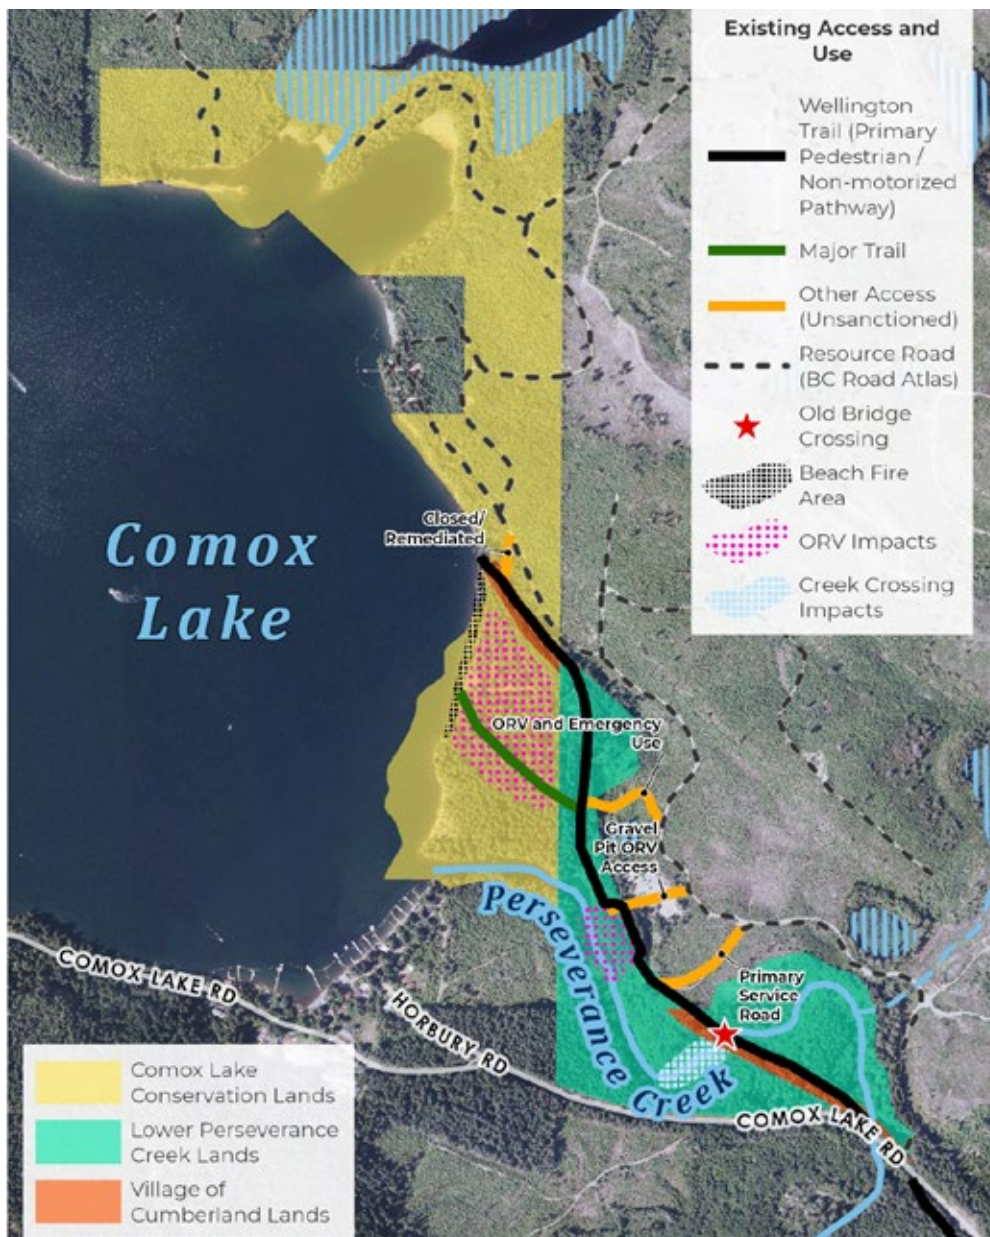 Existing Access and
Use
Wellington
Trail (Primary
Pedestrian /
Non-motorized
Pathway)
Major Trail
Other Access
(Unsanctioned)
Resource Road
(BC Road Atlas)
Old Bridge
Crossing
Beach Fire
Area
ORV Impacts
Creek Crossing
Impacts
Closed/
Remediated
Comox
Lake
ORV and Emergency
Use
Gravel
Pit ORV
Access
Perseverance Creek
Primary
Service
Road
COMOX LAKE RD
HORBURY RD
COMOX LAKE RD
Comox Lake
Conservation Lands
Lower Perseverance
Creek Lands
Village of
Cumberland Lands